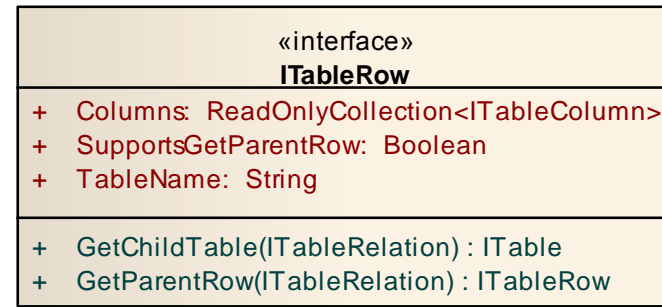 «interface»
ITableRow
+ Columns: ReadOnlyCollection<ITableColumn>
+ SupportsGetParentRow: Boolean
+ TableName: String
+ GetChildTable(ITableRelation) : ITable
+ GetParentRow(ITableRelation) : ITableRow